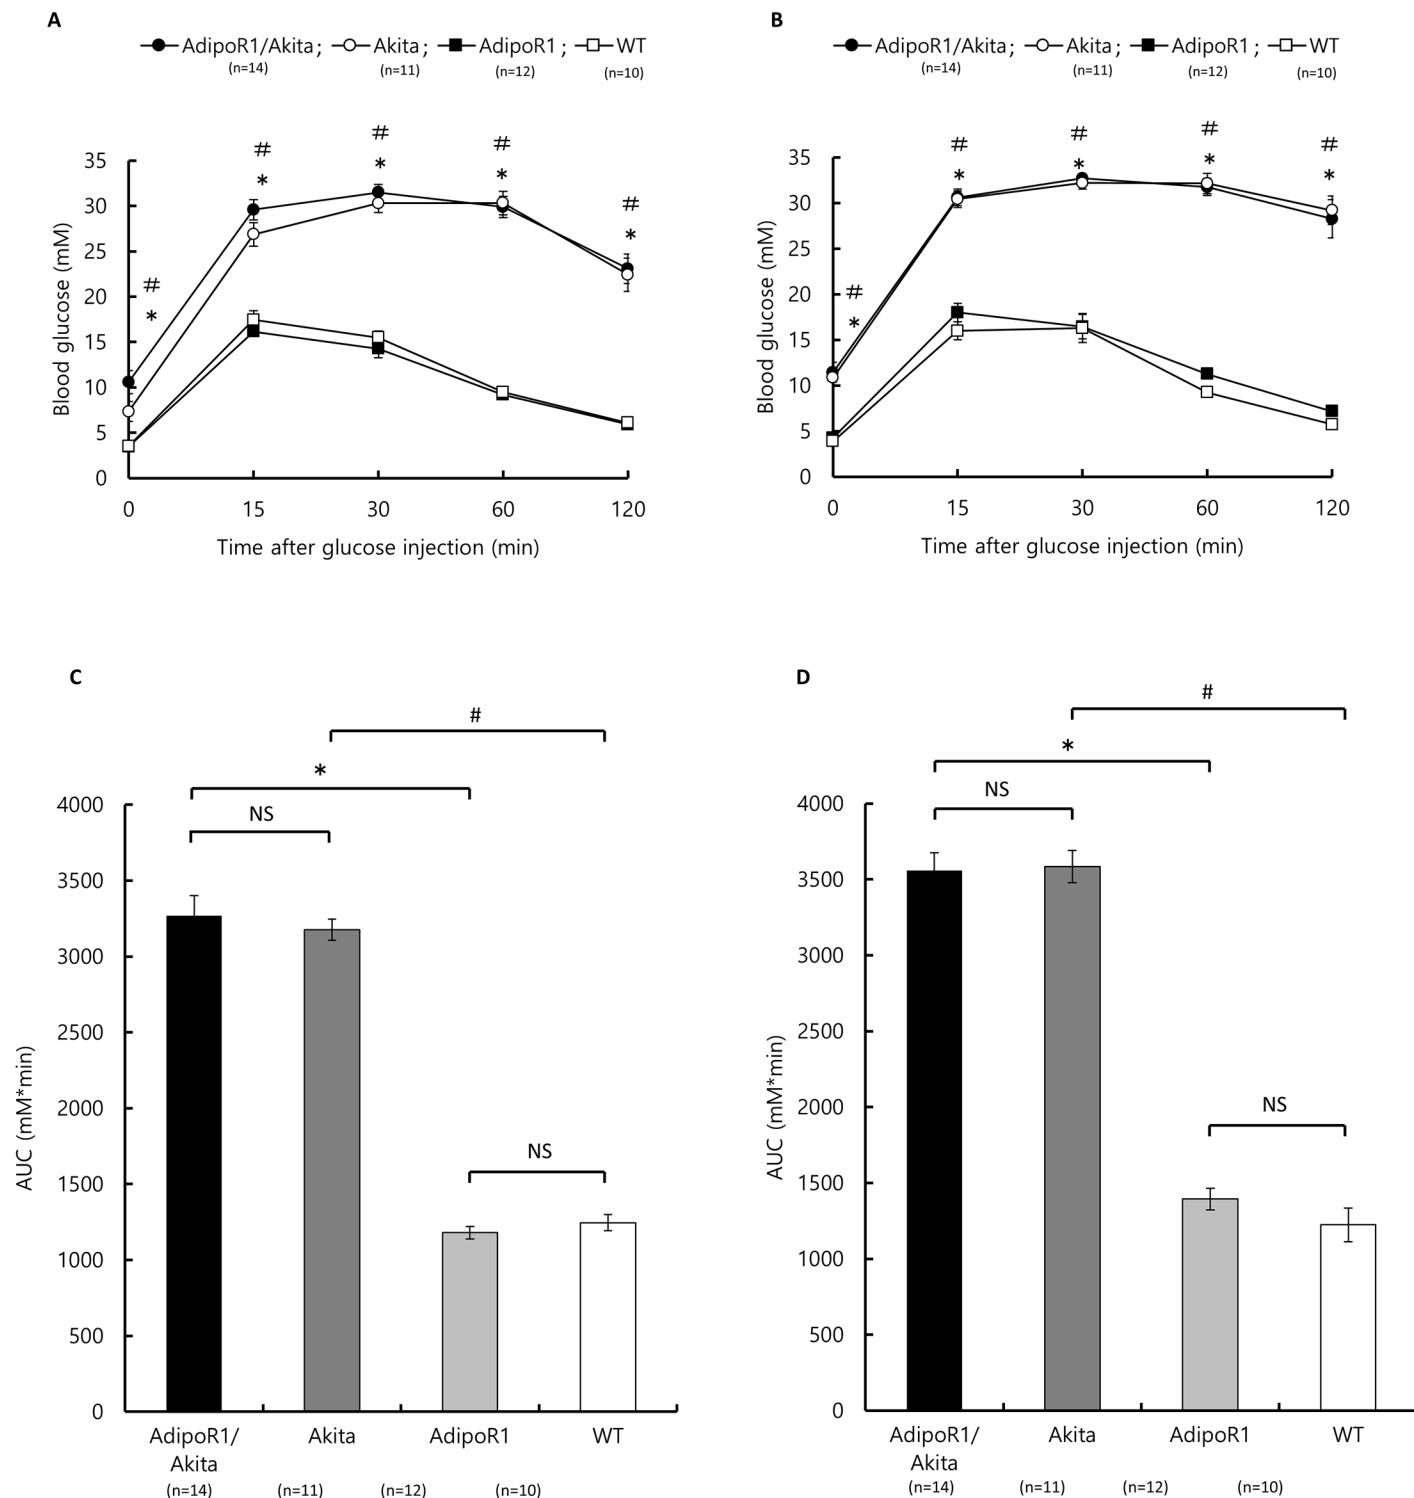 A
AdipoR1/Akita ; Akita ; AdipoR1 ; WT
(n=14) (n=11) (n=12) (n=10)
# # # # #
* * * * *
35
30
25
20
15
10
5
0
Blood glucose (mM)
0 15 30 60 120
Time after glucose injection (min)
B
AdipoR1/Akita ; Akita ; AdipoR1 ; WT
(n=14) (n=11) (n=12) (n=10)
# # # # #
* * * * *
35
30
25
20
15
10
5
0
Blood glucose (mM)
0 15 30 60 120
Time after glucose injection (min)
C
#
*
NS
NS
4000
3500
3000
2500
2000
1500
1000
500
0
AUC (mM*min)
AdipoR1/ Akita AdipoR1 WT
Akita
(n=14) (n=11) (n=12) (n=10)
D
#
*
NS
NS
4000
3500
3000
2500
2000
1500
1000
500
0
AUC (mM*min)
AdipoR1/ Akita AdipoR1 WT
Akita
(n=14) (n=11) (n=12) (n=10)